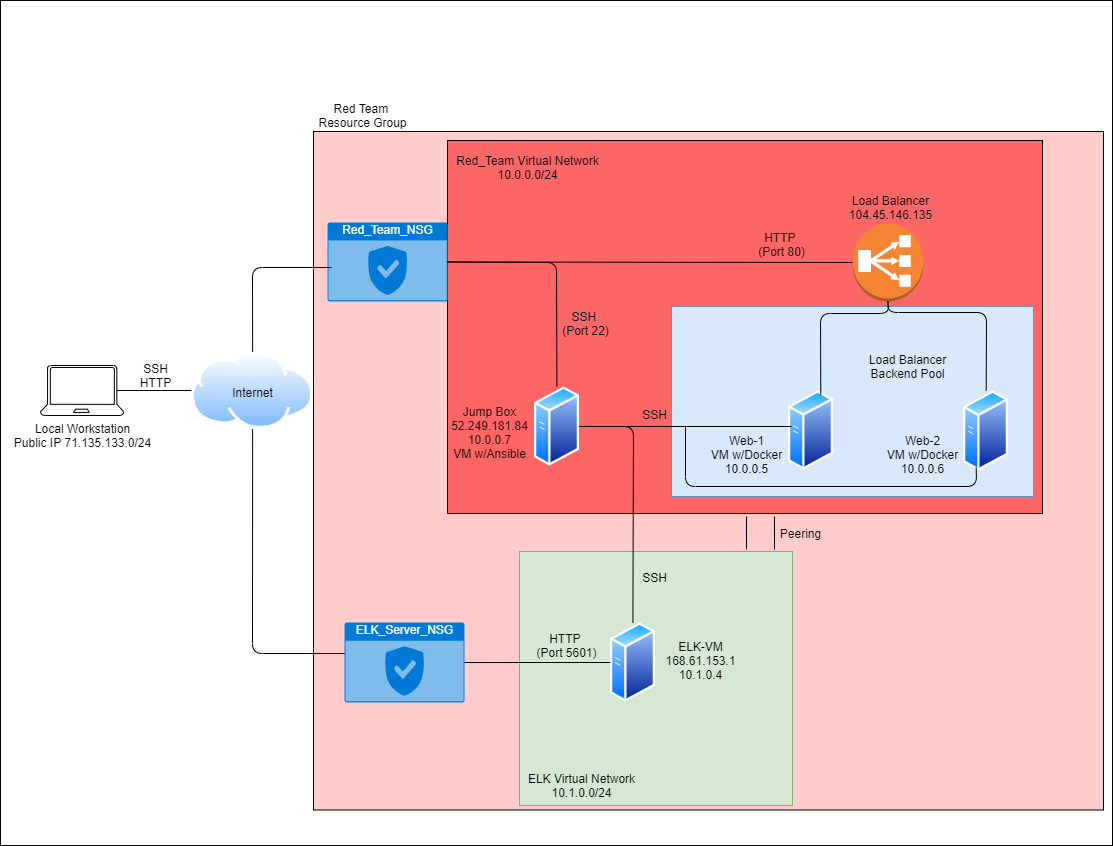 Red Team
Resource Group
Red_Team Virtual Network
10.0.0.0/24
Load Balancer
104.45.146.135
Red_Team_NSG
HTTP
(Port 80)
SSH
(Port 22)
Load Balancer
Backend Pool
SSH
HTTP
Internet
Local Workstation
Public IP 71.135.133.0/24
Jump Box
52.249.181.84
10.0.0.7
VM w/Ansible
SSH
Web-1
VM w/Docker
10.0.0.5
Web-2
VM w/Docker
10.0.0.6
Peering
SSH
ELK_Server_NSG
HTTP
(Port 5601)
ELK-VM
168.61.153.1
10.1.0.4
ELK Virtual Network
10.1.0.0/24